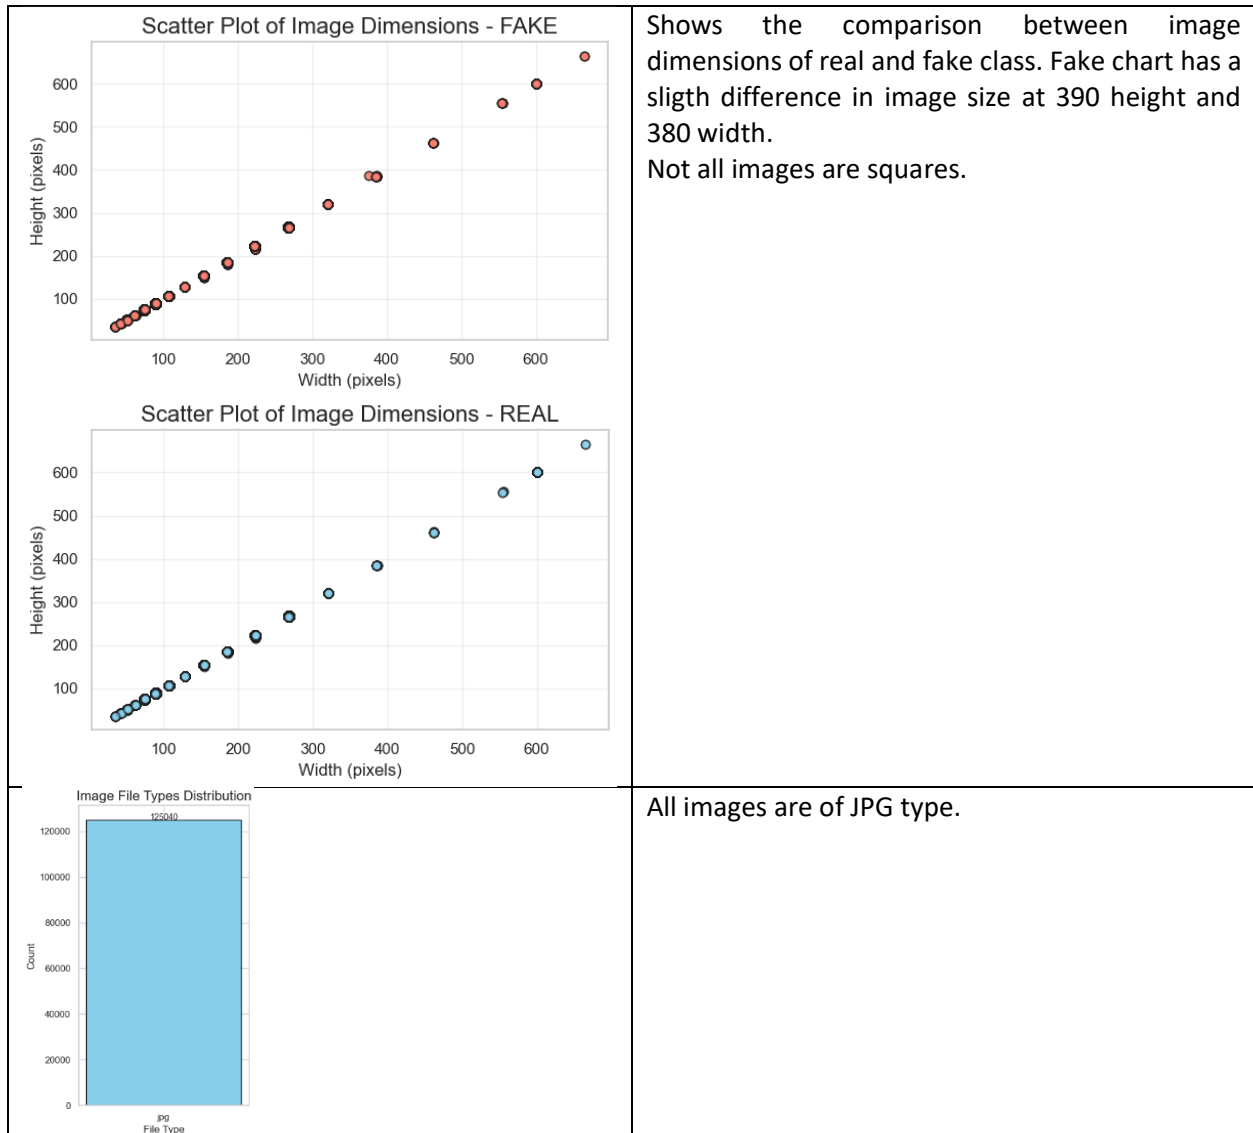 Scatter Plot of Image Dimensions - FAKE
600
500
400
300
200
100
Height (pixels)
100 200 300 400 500 600
Width (pixels)
Scatter Plot of Image Dimensions - REAL
600
500
400
300
200
100
Height (pixels)
100 200 300 400 500 600
Width (pixels)
Shows the comparison between image
dimensions of real and fake class. Fake chart has a
sligth difference in image size at 390 height and
380 width.
Not all images are squares.
Image File Types Distribution
125040
120000
100000
80000
60000
40000
20000
0
Count
jpg
File Type
All images are of JPG type.